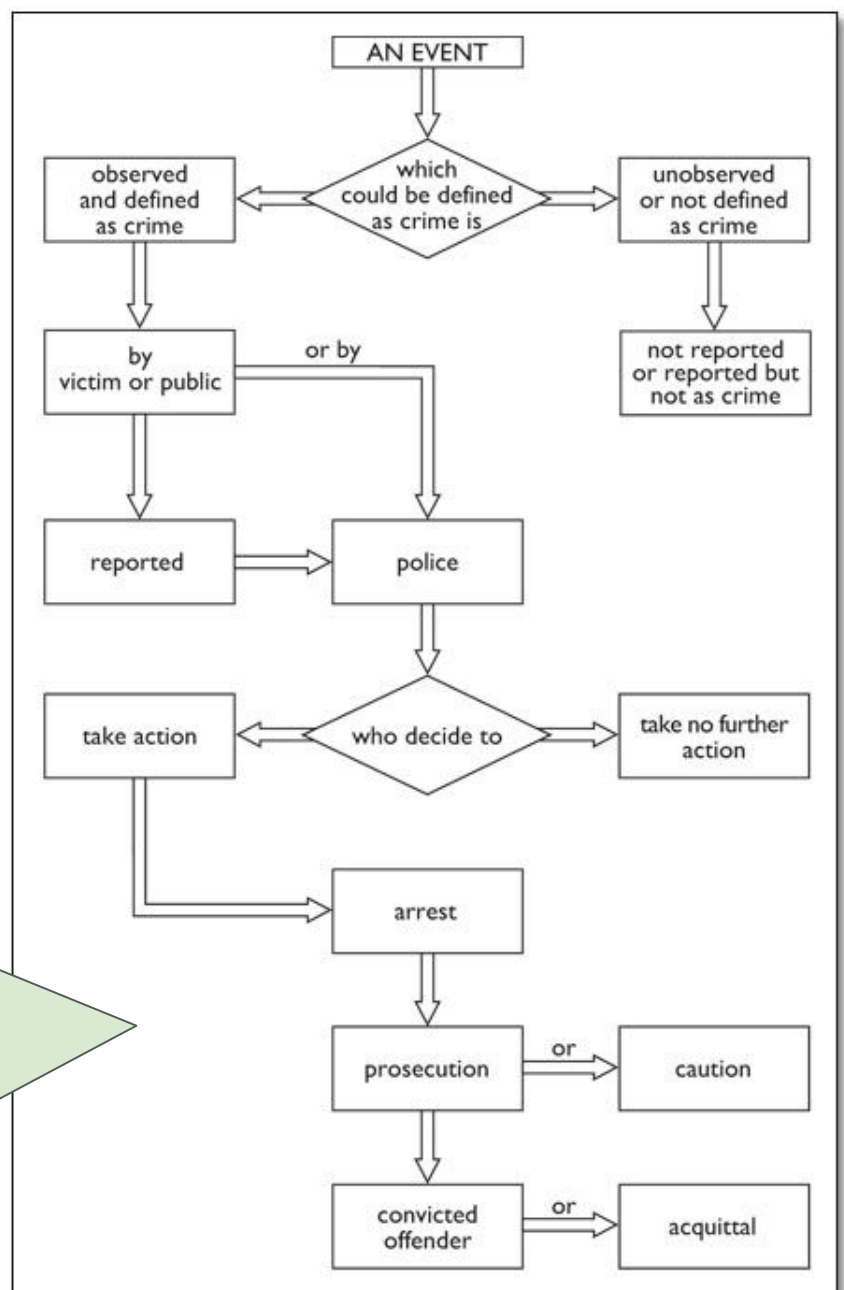 AN EVENT
which
could be defined
as crime is
observed
and defined
as crime
unobserved
or not defined
as crime
by
victim or public
or by
not reported
or reported but
not as crime
reported
police
take action
who decide to
take no further
action
arrest
prosecution
or
caution
convicted
offender
or
acquittal